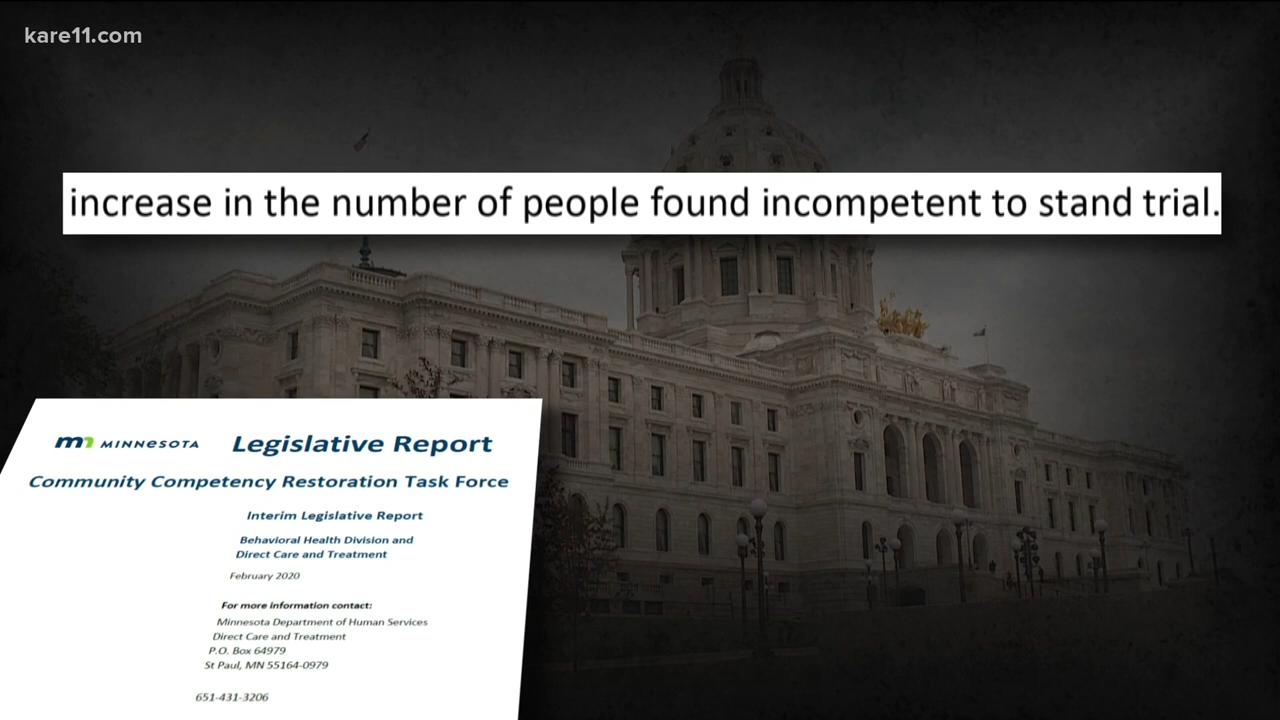 kare11.com
increase in the number of people found incompetent to stand trial.
MINNESOTA Legislative Report
Community Competency Restoration Task Force
Interim Legislative Report
Behavioral Health Division and
Direct Care and Treatment
February 2020
For more information contact:
Minnesota Department of Human Services
Direct Care and Treatment
P.O. Box 64979
St Paul, MN 55164-0979
651-431-3206